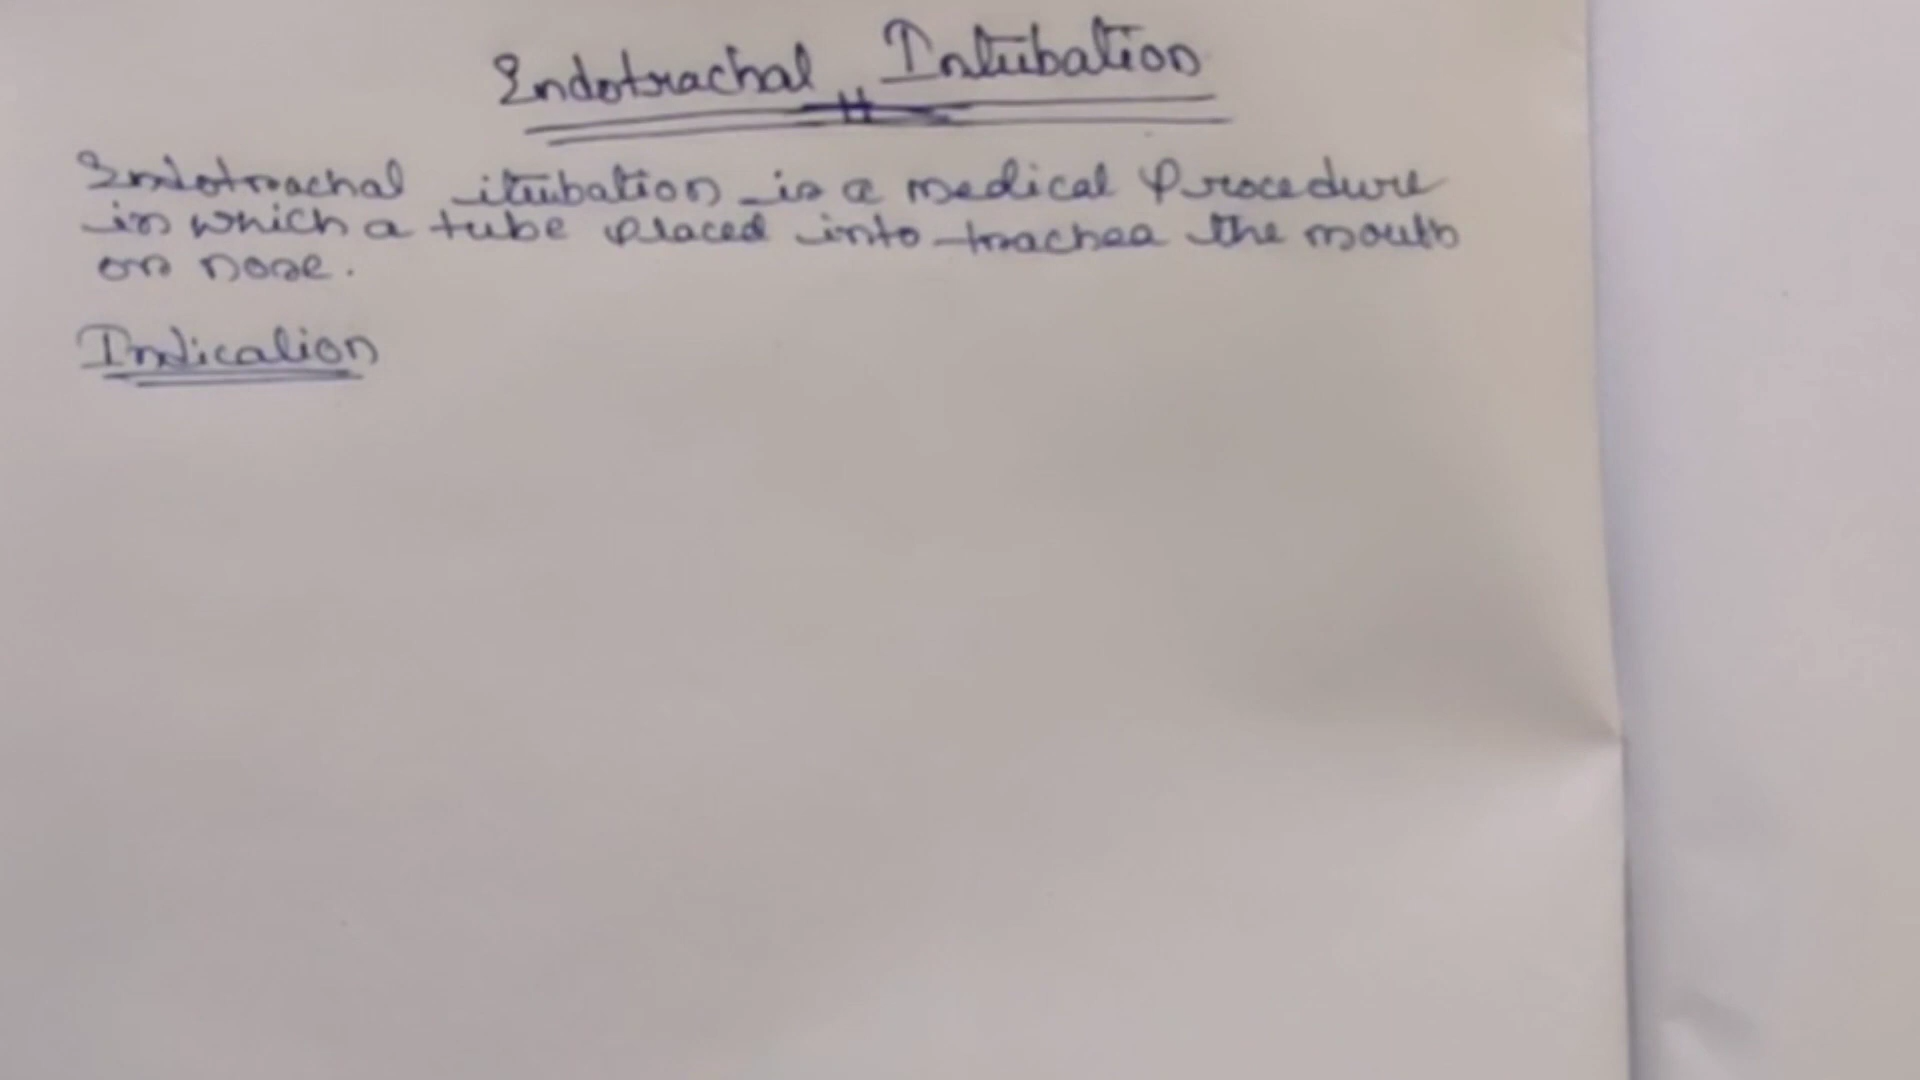 Endotrachal Intubation
Endotrachal itubation is a medical Procedure
in which a tube placed into trachea the mouth
or nose.
Indication